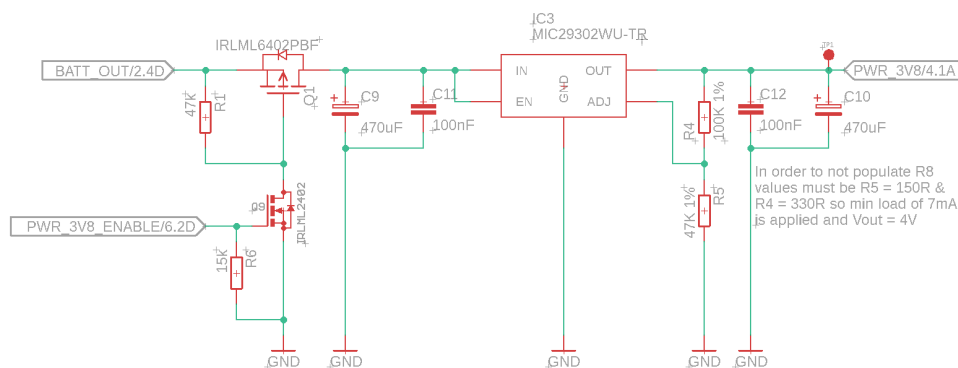 IC3
MIC29302WU-TR
IRLML6402PBF
TP1
BATT_OUT/2.4D
IN
OUT
PWR_3V8/4.1A
EN
GND
ADJ
47K
R1
Q1
C9
470uF
C11
100nF
R4
100K 1%
C12
100nF
C10
470uF
In order to not populate R8
values must be R5 = 150R &
R4 = 330R so min load of 7mA
is applied and Vout = 4V
Q9
IRLML2402
47K 1%
R5
PWR_3V8_ENABLE/6.2D
15k
R6
GND
GND
GND
GND
GND